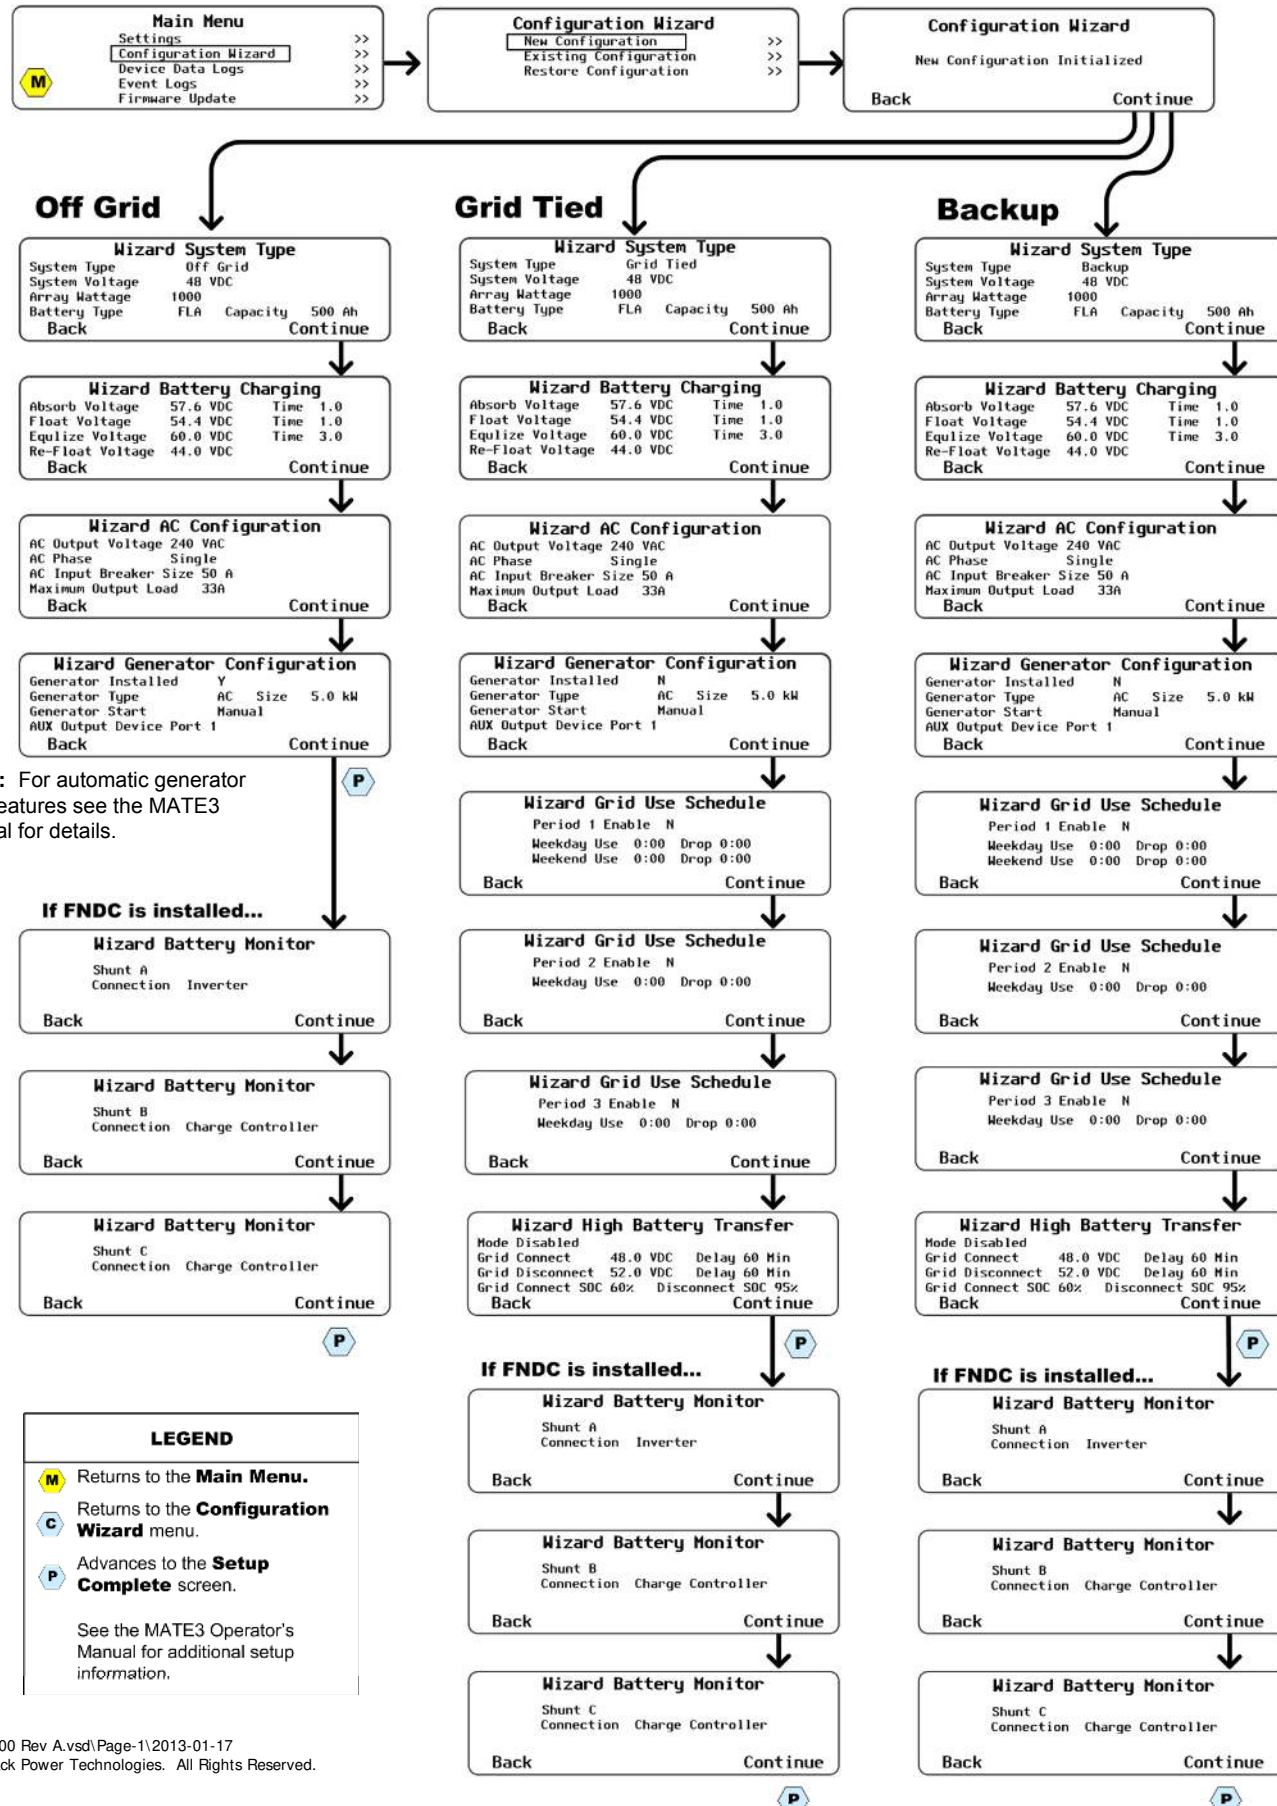 Main Menu
Settings >>
Configuration Wizard >>
Device Data Logs >>
Event Logs >>
Firmware Update >>
M
Configuration Wizard
New Configuration >>
Existing Configuration >>
Restore Configuration >>
Configuration Wizard
New Configuration Initialized
Back Continue
Off Grid
Wizard System Type
System Type Off Grid
System Voltage 48 VDC
Array Wattage 1000
Battery Type FLA Capacity 500 Ah
Back Continue
Wizard Battery Charging
Absorb Voltage 57.6 VDC Time 1.0
Float Voltage 54.4 VDC Time 1.0
Equlize Voltage 60.0 VDC Time 3.0
Re-Float Voltage 44.0 VDC
Back Continue
Wizard AC Configuration
AC Output Voltage 240 VAC
AC Phase Single
AC Input Breaker Size 50 A
Maximum Output Load 33A
Back Continue
Wizard Generator Configuration
Generator Installed Y
Generator Type AC Size 5.0 kW
Generator Start Manual
AUX Output Device Port 1
Back Continue
P
: For automatic generator
eatures see the MATE3
al for details.
If FNDC is installed...
Wizard Battery Monitor
Shunt A
Connection Inverter
Back Continue
Wizard Battery Monitor
Shunt B
Connection Charge Controller
Back Continue
Wizard Battery Monitor
Shunt C
Connection Charge Controller
Back Continue
P
LEGEND
M Returns to the Main Menu.
C Returns to the Configuration
Wizard menu.
P Advances to the Setup
Complete screen.
See the MATE3 Operator's
Manual for additional setup
information.
00 Rev A.vsd\Page-1\2013-01-17
ck Power Technologies. All Rights Reserved.
Grid Tied
Wizard System Type
System Type Grid Tied
System Voltage 48 VDC
Array Wattage 1000
Battery Type FLA Capacity 500 Ah
Back Continue
Wizard Battery Charging
Absorb Voltage 57.6 VDC Time 1.0
Float Voltage 54.4 VDC Time 1.0
Equlize Voltage 60.0 VDC Time 3.0
Re-Float Voltage 44.0 VDC
Back Continue
Wizard AC Configuration
AC Output Voltage 240 VAC
AC Phase Single
AC Input Breaker Size 50 A
Maximum Output Load 33A
Back Continue
Wizard Generator Configuration
Generator Installed N
Generator Type AC Size 5.0 kW
Generator Start Manual
AUX Output Device Port 1
Back Continue
Wizard Grid Use Schedule
Period 1 Enable N
Weekday Use 0:00 Drop 0:00
Weekend Use 0:00 Drop 0:00
Back Continue
Wizard Grid Use Schedule
Period 2 Enable N
Weekday Use 0:00 Drop 0:00
Back Continue
Wizard Grid Use Schedule
Period 3 Enable N
Weekday Use 0:00 Drop 0:00
Back Continue
Wizard High Battery Transfer
Mode Disabled
Grid Connect 48.0 VDC Delay 60 Min
Grid Disconnect 52.0 VDC Delay 60 Min
Grid Connect SOC 60% Disconnect SOC 95%
Back Continue
P
If FNDC is installed...
Wizard Battery Monitor
Shunt A
Connection Inverter
Back Continue
Wizard Battery Monitor
Shunt B
Connection Charge Controller
Back Continue
Wizard Battery Monitor
Shunt C
Connection Charge Controller
Back Continue
P
Backup
Wizard System Type
System Type Backup
System Voltage 48 VDC
Array Wattage 1000
Battery Type FLA Capacity 500 Ah
Back Continue
Wizard Battery Charging
Absorb Voltage 57.6 VDC Time 1.0
Float Voltage 54.4 VDC Time 1.0
Equlize Voltage 60.0 VDC Time 3.0
Re-Float Voltage 44.0 VDC
Back Continue
Wizard AC Configuration
AC Output Voltage 240 VAC
AC Phase Single
AC Input Breaker Size 50 A
Maximum Output Load 33A
Back Continue
Wizard Generator Configuration
Generator Installed N
Generator Type AC Size 5.0 kW
Generator Start Manual
AUX Output Device Port 1
Back Continue
Wizard Grid Use Schedule
Period 1 Enable N
Weekday Use 0:00 Drop 0:00
Weekend Use 0:00 Drop 0:00
Back Continue
Wizard Grid Use Schedule
Period 2 Enable N
Weekday Use 0:00 Drop 0:00
Back Continue
Wizard Grid Use Schedule
Period 3 Enable N
Weekday Use 0:00 Drop 0:00
Back Continue
Wizard High Battery Transfer
Mode Disabled
Grid Connect 48.0 VDC Delay 60 Min
Grid Disconnect 52.0 VDC Delay 60 Min
Grid Connect SOC 60% Disconnect SOC 95%
Back Continue
P
If FNDC is installed...
Wizard Battery Monitor
Shunt A
Connection Inverter
Back Continue
Wizard Battery Monitor
Shunt B
Connection Charge Controller
Back Continue
Wizard Battery Monitor
Shunt C
Connection Charge Controller
Back Continue
P